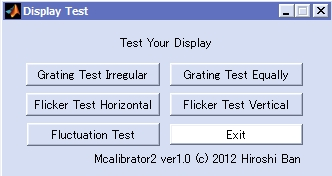 Display Test
Test Your Display
Grating Test Irregular
Grating Test Equally
Flicker Test Horizontal
Flicker Test Vertical
Fluctuation Test
Exit
Mcalibrator2 ver1.0 (c) 2012 Hiroshi Ban